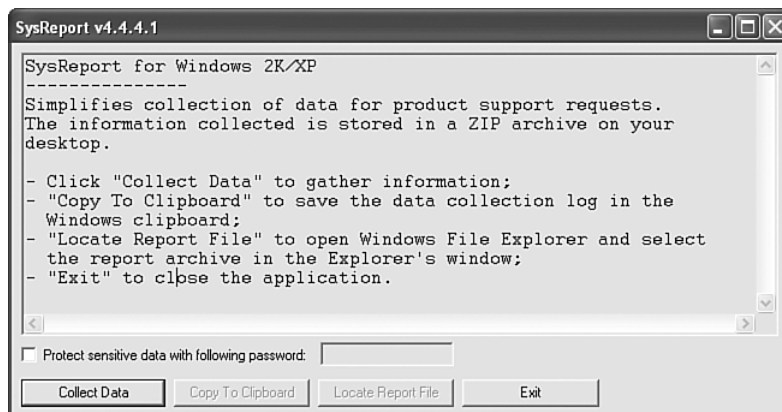 SysReport v4.4.4.1
SysReport for Windows 2K/XP
---------------
Simplifies collection of data for product support requests.
The information collected is stored in a ZIP archive on your
desktop.
- Click "Collect Data" to gather information;
- "Copy To Clipboard" to save the data collection log in the
Windows clipboard;
- "Locate Report File" to open Windows File Explorer and select
the report archive in the Explorer's window;
- "Exit" to close the application.
Protect sensitive data with following password:
Collect Data Copy To Clipboard Locate Report File Exit